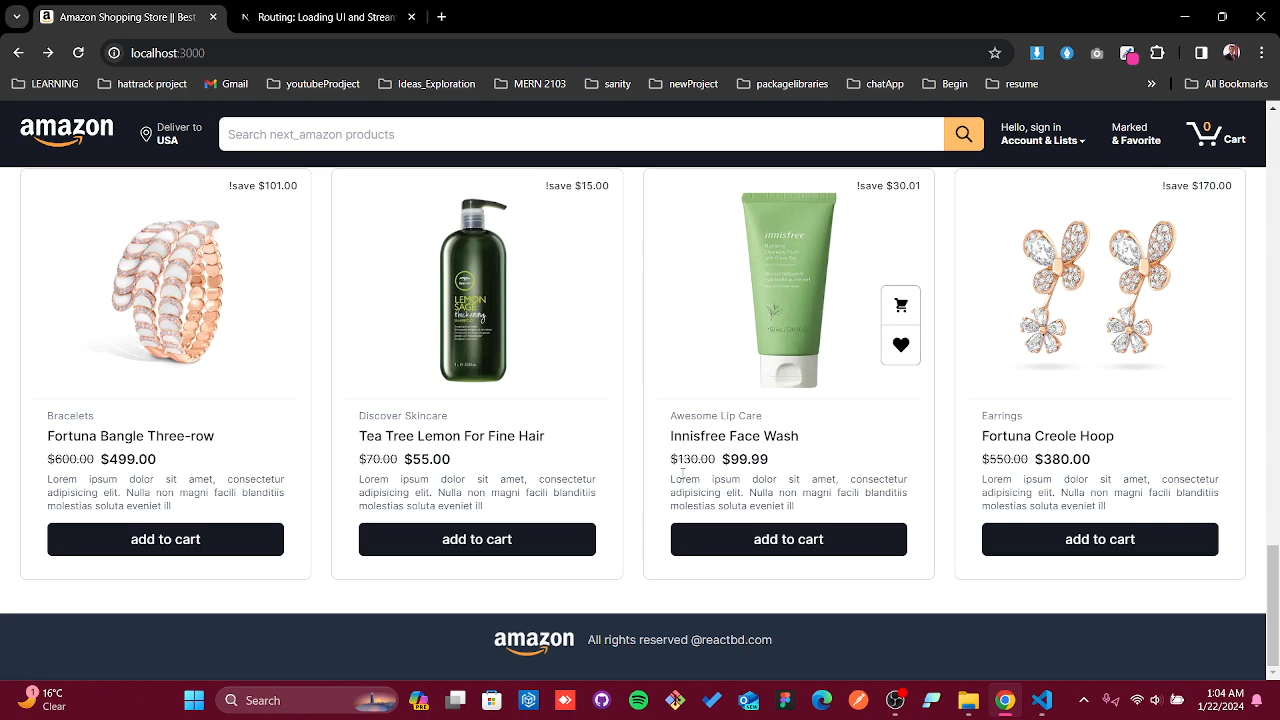 Amazon Shopping Store || Best
Routing: Loading UI and Stream
localhost:3000
LEARNING
hattrack project
Gmail
youtubeProdject
Ideas_Exploration
MERN 2103
sanity
newProject
packagelibraries
chatApp
Begin
resume
All Bookmarks
amazon
Deliver to
USA
Search next_amazon products
Hello, sign in
Account & Lists
Marked
& Favorite
0
Cart
!save $101.00
!save $15.00
!save $30.01
!save $170.00
LEMON
SAGE
thickening
innisfree
Bracelets
Fortuna Bangle Three-row
$600.00 $499.00
Lorem ipsum dolor sit amet, consectetur
adipisicing elit. Nulla non magni facili blanditiis
molestias soluta eveniet ill
add to cart
Discover Skincare
Tea Tree Lemon For Fine Hair
$70.00 $55.00
Lorem ipsum dolor sit amet, consectetur
adipisicing elit. Nulla non magni facili blanditiis
molestias soluta eveniet ill
add to cart
Awesome Lip Care
Innisfree Face Wash
$130.00 $99.99
Lorem ipsum dolor sit amet, consectetur
adipisicing elit. Nulla non magni facili blanditiis
molestias soluta eveniet ill
add to cart
Earrings
Fortuna Creole Hoop
$550.00 $380.00
Lorem ipsum dolor sit amet, consectetur
adipisicing elit. Nulla non magni facili blanditiis
molestias soluta eveniet ill
add to cart
amazon All rights reserved @reactbd.com
1
16°C
Clear
Search
1:04 AM
1/22/2024